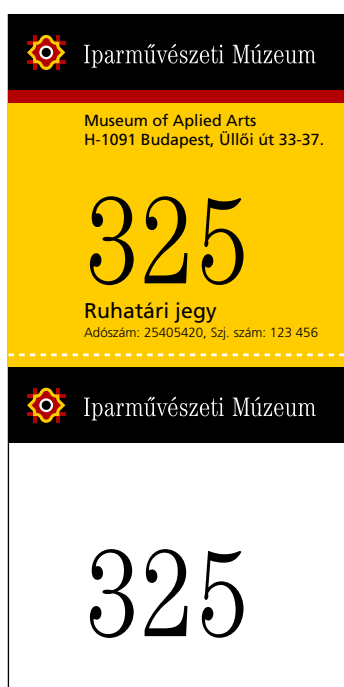 Iparművészeti Múzeum
Museum of Aplied Arts
H-1091 Budapest, Üllői út 33-37.
325
Ruhatári jegy
Adószám: 25405420, Szj. szám: 123 456
Iparművészeti Múzeum
325